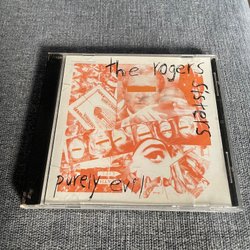 the rogers
sisters
purely evil